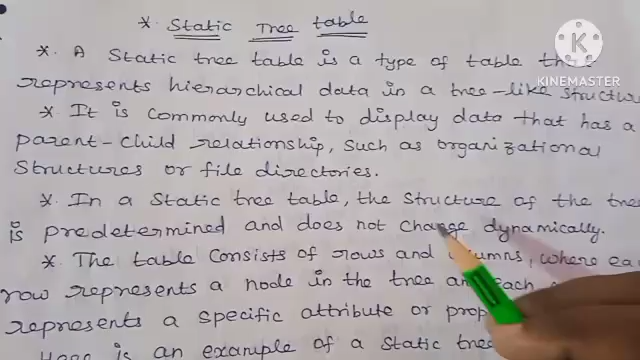 * Static Tree table
* A Static tree table is a type of table
represents hierarchical data in a tree-like
* It is commonly used to display data that has a
parent-child relationship, such as organizational
Structures or file directories.
* In a Static tree table, the structure of the
is predetermined and does not change dynamically.
* The table consists of rows and where
row represents a node in the tree
represents a specific attribute or
is an example of a static
KINEMASTER